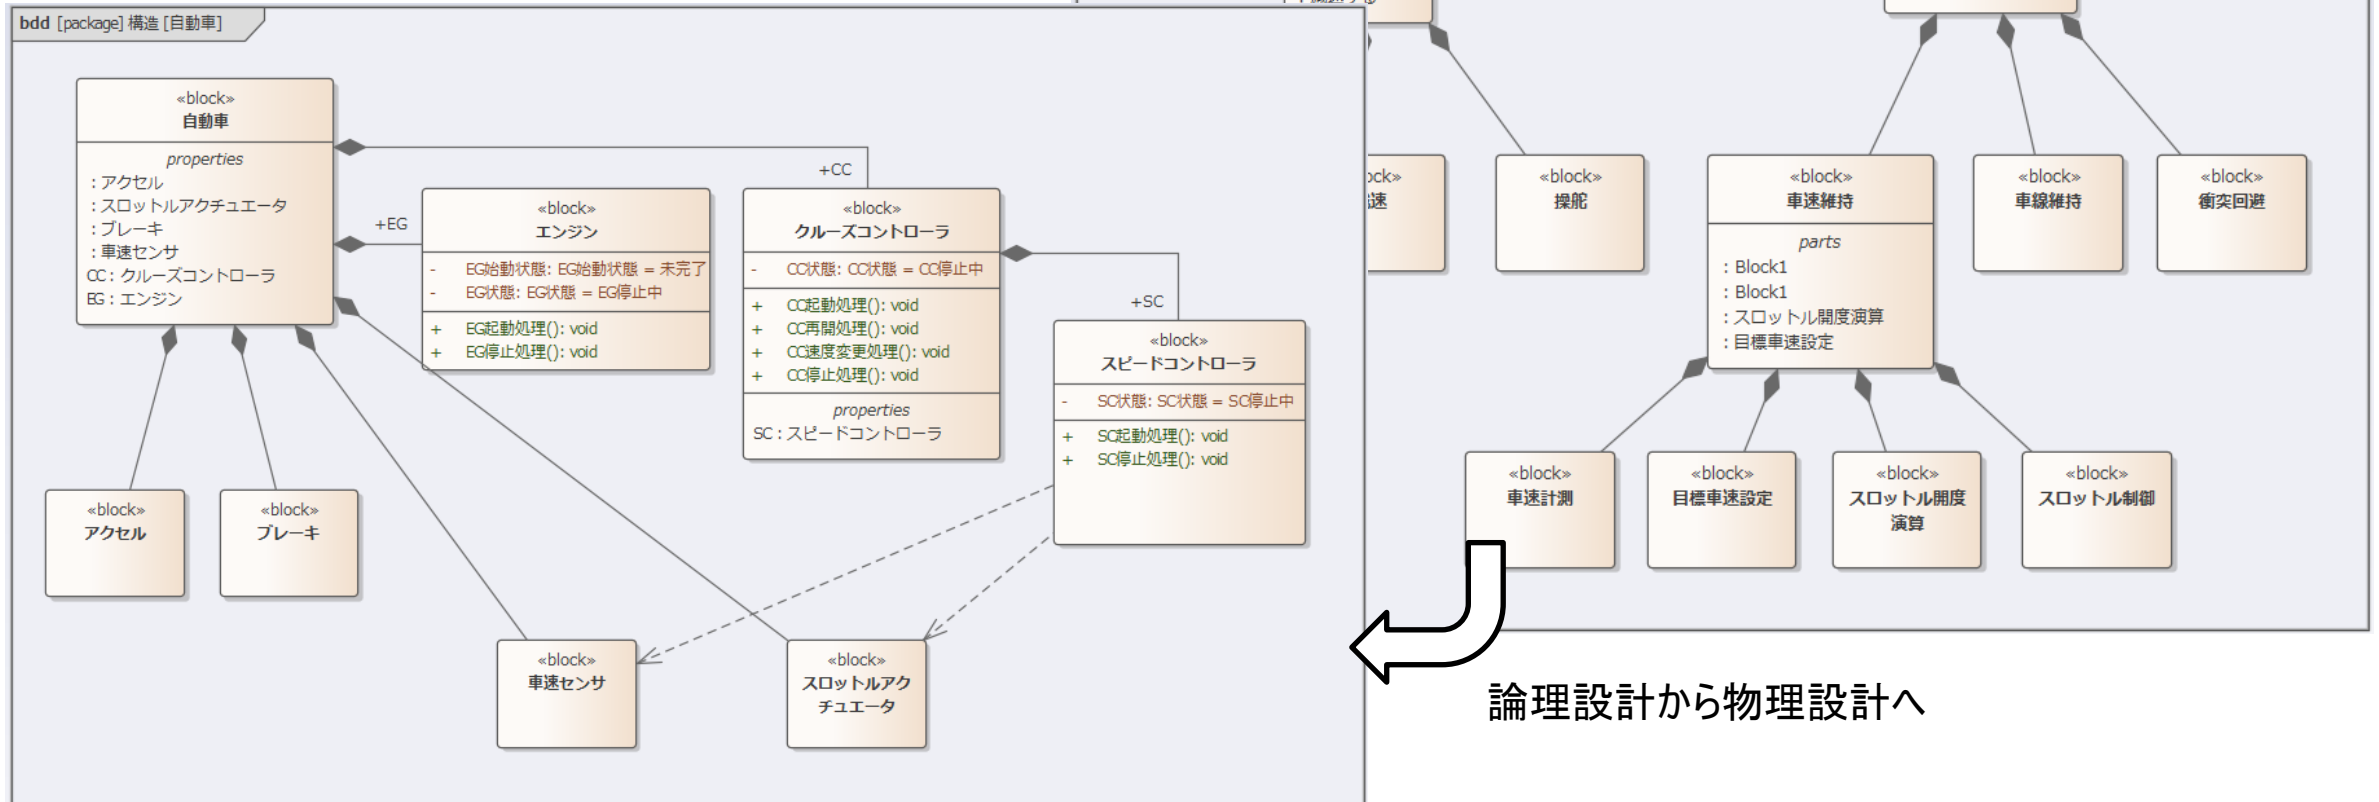 bdd [package] 構造 [自動車]
«block»
自動車
properties
: アクセル
: スロットルアクチュエータ
: ブレーキ
: 車速センサ
CC : クルーズコントローラ
EG : エンジン
+CC
+EG
«block»
エンジン
- EG始動状態: EG始動状態 = 未完了
- EG状態: EG状態 = EG停止中
+ EG起動処理(): void
+ EG停止処理(): void
«block»
クルーズコントローラ
- CC状態: CC状態 = CC停止中
+ CC起動処理(): void
+ CC再開処理(): void
+ CC速度変更処理(): void
+ CC停止処理(): void
properties
SC : スピードコントローラ
+SC
«block»
スピードコントローラ
- SC状態: SC状態 = SC停止中
+ SC起動処理(): void
+ SC停止処理(): void
«block»
アクセル
«block»
ブレーキ
«block»
車速センサ
«block»
スロットルアク
チュエータ
«block»
操舵
«block»
車速維持
parts
: Block1
: Block1
: スロットル開度演算
: 目標車速設定
«block»
車線維持
«block»
衝突回避
«block»
車速計測
«block»
目標車速設定
«block»
スロットル開度
演算
«block»
スロットル制御
論理設計から物理設計へ